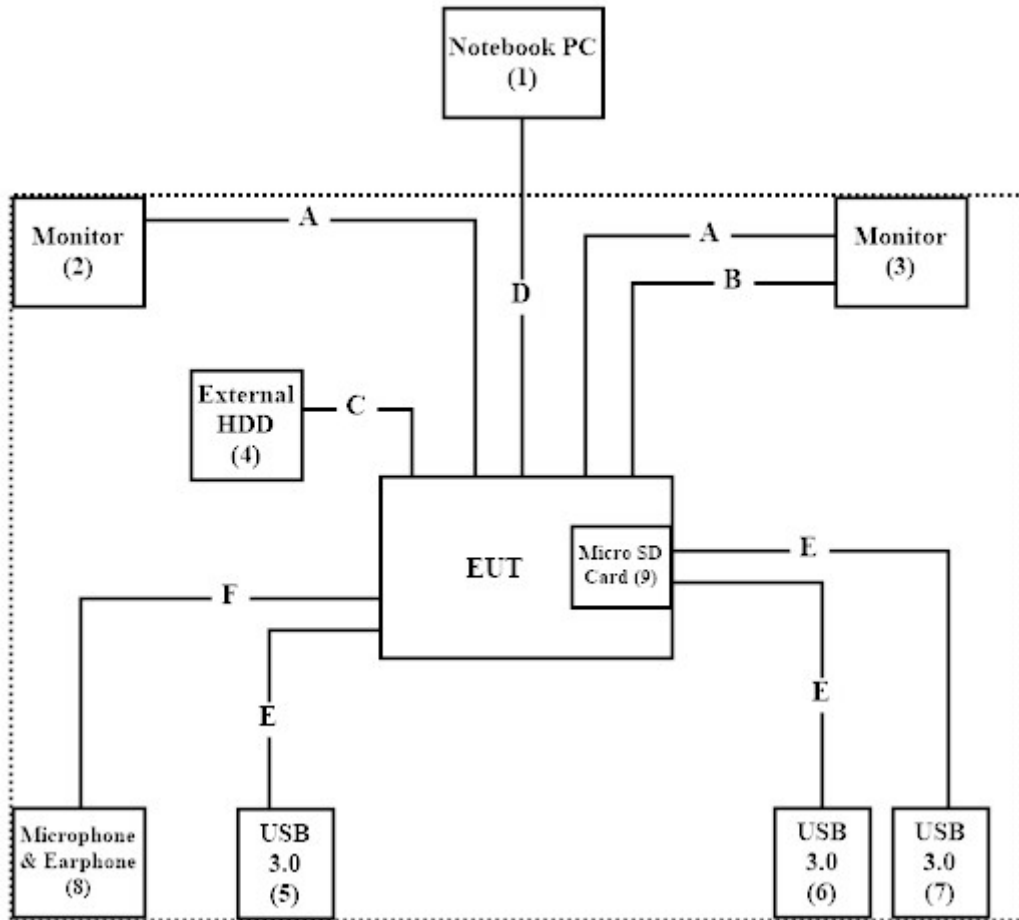 Notebook PC
(1)
Monitor
(2)
A
A
Monitor
(3)
B
D
External
HDD
(4)
C
EUT
Micro SD
Card (9)
E
F
E
E
Microphone
& Earphone
(8)
USB
3.0
(5)
USB
3.0
(6)
USB
3.0
(7)